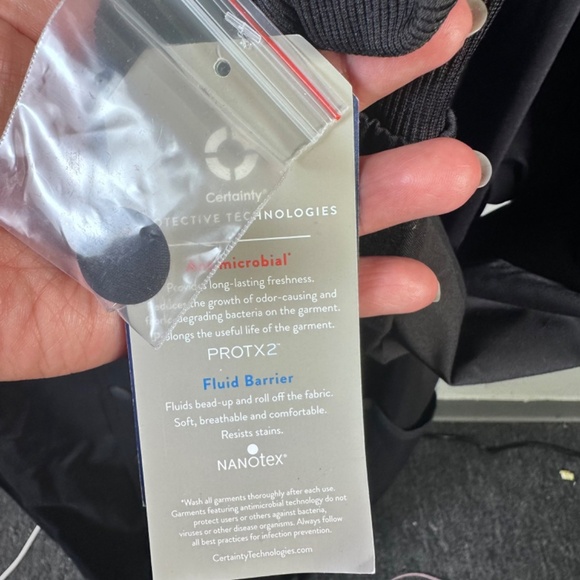 Certainty®
TECHNOLOGIES
long-lasting freshness.
the growth of odor-causing and
degrading bacteria on the garment.
the useful life of the garment.
PROTX2®
Fluid Barrier
Fluids bead-up and roll off the fabric.
Soft, breathable and comfortable.
Resists stains.
NANOtex®
*Wash all garments thoroughly after each use.
Garments featuring antimicrobial technology do not
protect users or others against bacteria,
viruses or other disease organisms. Always follow
all best practices for infection prevention.
CertaintyTechnologies.com